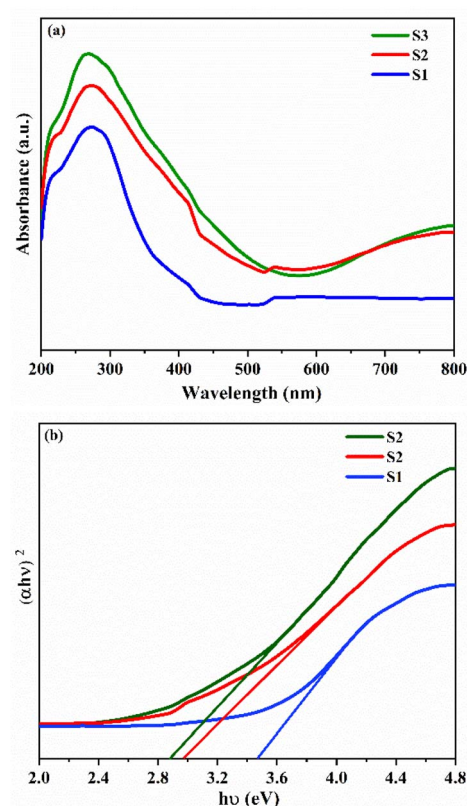 (a)
S3
S2
S1
Absorbance (a.u.)
200 300 400 500 600 700 800
Wavelength (nm)
(b)
S2
S2
S1
(αhν) ²
2.0 2.4 2.8 3.2 3.6 4.0 4.4 4.8
hυ (eV)